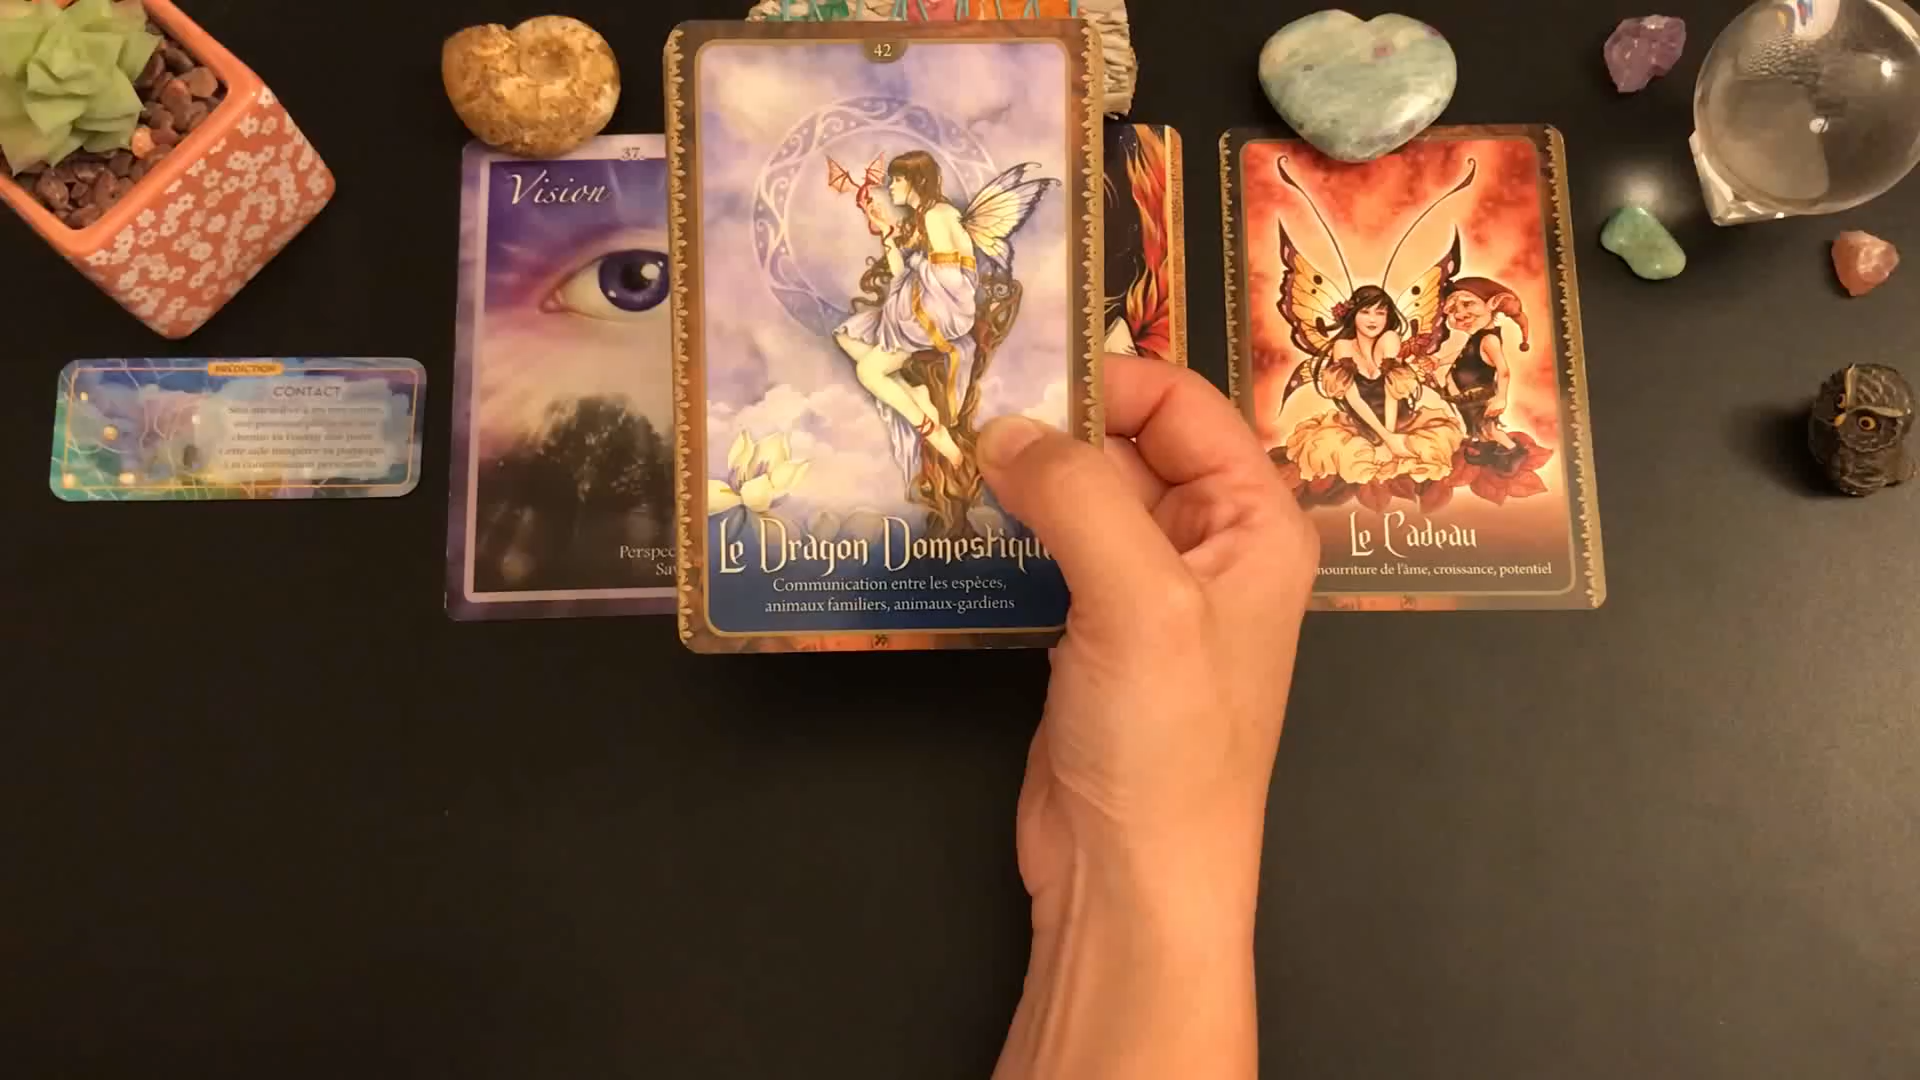 PRÉDICTION
CONTACT
37.
Vision
Perspec
Sav
42
Le Dragon Domestique
Communication entre les espèces,
animaux familiers, animaux-gardiens
Le Cadeau
nourriture de l'âme, croissance, potentiel